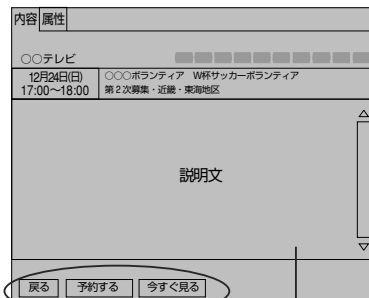 内容 属性
○○テレビ
12月24日(日) ○○○ボランティア W杯サッカーボランティア
17:00〜18:00 第2次募集・近畿・東海地区
説明文
戻る 予約する 今すぐ見る